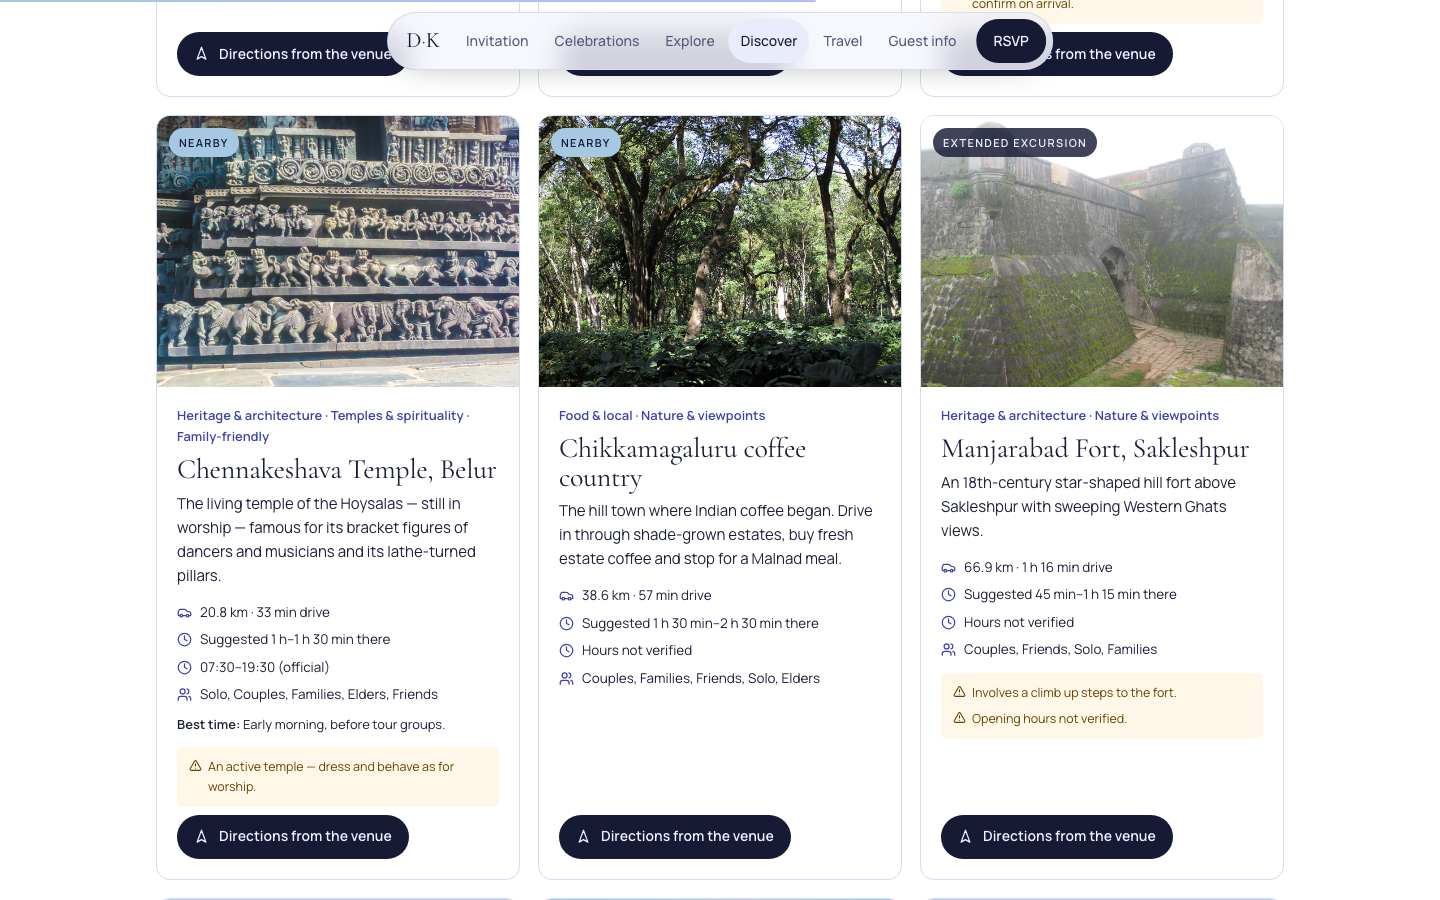 confirm on arrival.
D·K
Invitation
Celebrations
Explore
Discover
Travel
Guest info
RSVP
Directions from the venue
from the venue
NEARBY
Heritage & architecture · Temples & spirituality ·
Family-friendly
Chennakeshava Temple, Belur
The living temple of the Hoysalas — still in
worship — famous for its bracket figures of
dancers and musicians and its lathe-turned
pillars.
20.8 km · 33 min drive
Suggested 1 h–1 h 30 min there
07:30–19:30 (official)
Solo, Couples, Families, Elders, Friends
Best time: Early morning, before tour groups.
An active temple — dress and behave as for
worship.
Directions from the venue
NEARBY
Food & local · Nature & viewpoints
Chikkamagaluru coffee
country
The hill town where Indian coffee began. Drive
in through shade-grown estates, buy fresh
estate coffee and stop for a Malnad meal.
38.6 km · 57 min drive
Suggested 1 h 30 min–2 h 30 min there
Hours not verified
Couples, Families, Friends, Solo, Elders
Directions from the venue
EXTENDED EXCURSION
Heritage & architecture · Nature & viewpoints
Manjarabad Fort, Sakleshpur
An 18th-century star-shaped hill fort above
Sakleshpur with sweeping Western Ghats
views.
66.9 km · 1 h 16 min drive
Suggested 45 min–1 h 15 min there
Hours not verified
Couples, Friends, Solo, Families
Involves a climb up steps to the fort.
Opening hours not verified.
Directions from the venue